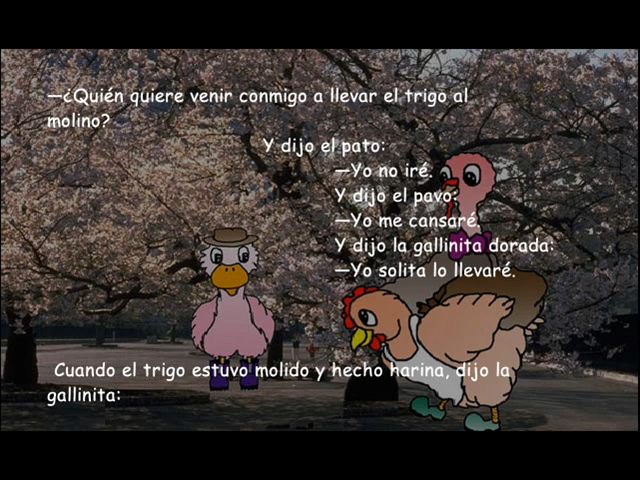 —¿Quién quiere venir conmigo a llevar el trigo al
molino?
Y dijo el pato:
—Yo no iré.
Y dijo el pavo:
—Yo me cansaré.
Y dijo la gallinita dorada:
—Yo solita lo llevaré.
Cuando el trigo estuvo molido y hecho harina, dijo la
gallinita: